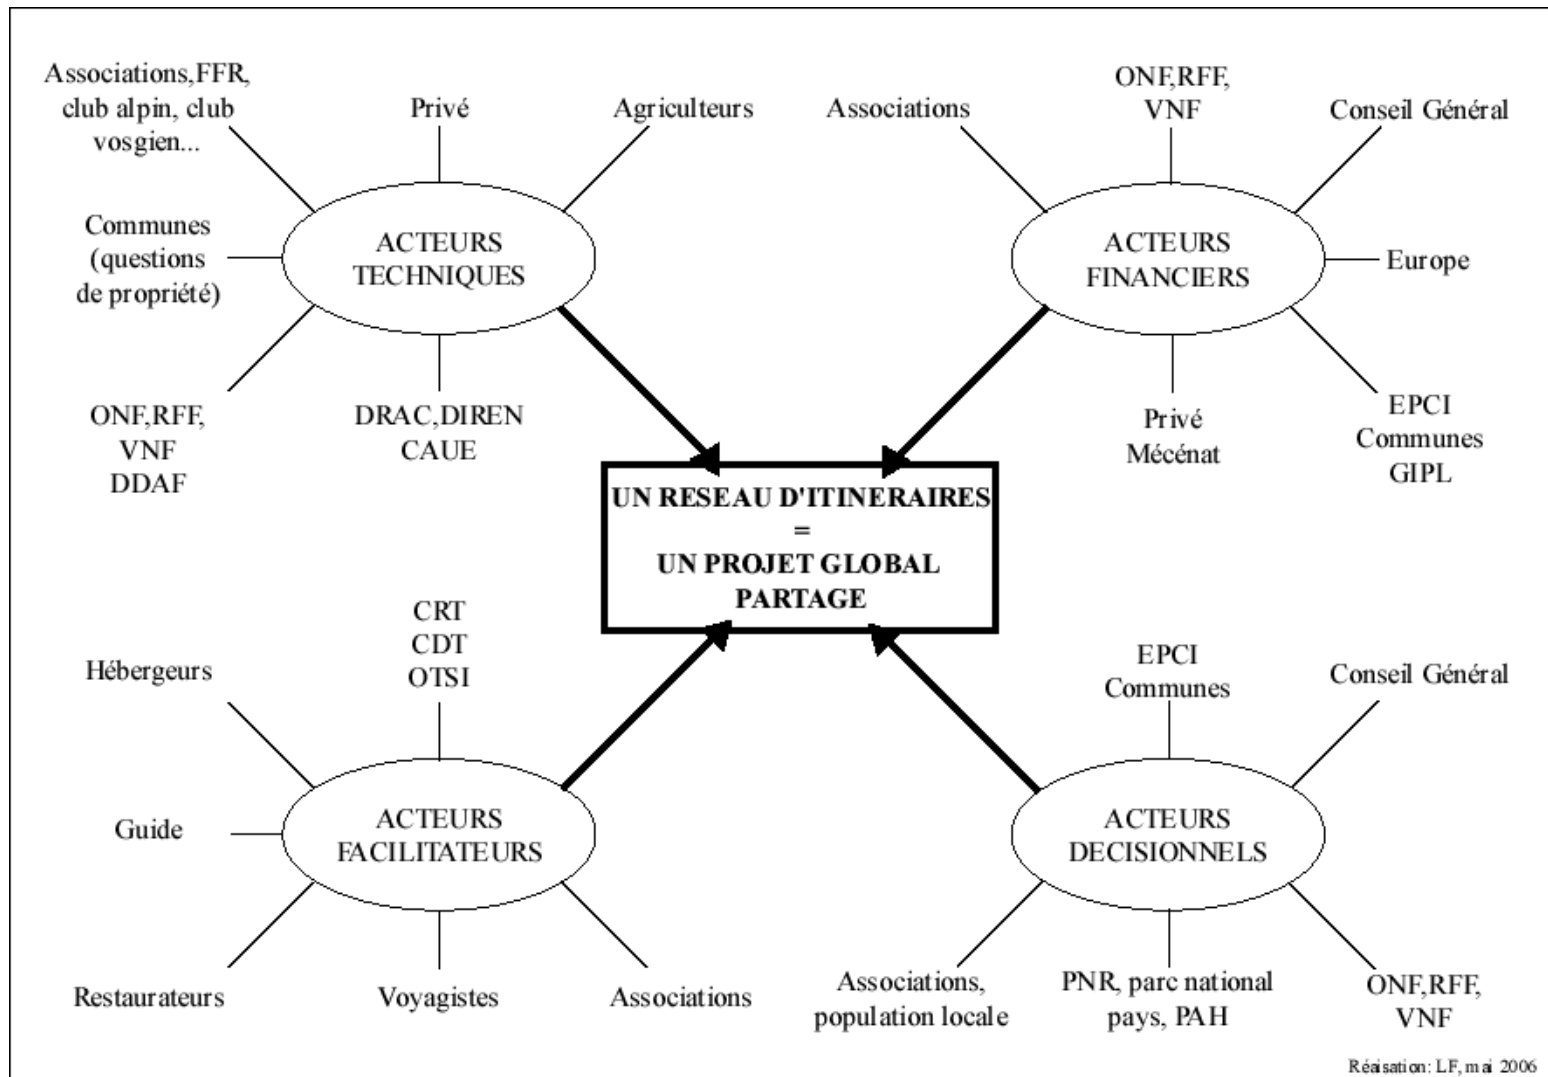 Associations,FFR,
club alpin, club
vosgien...
Privé
Agriculteurs
Communes
(questions
de propriété)
ACTEURS
TECHNIQUES
ONF,RFF,
VNF
DDAF
DRAC,DIREN
CAUE
Associations
ONF,RFF,
VNF
Conseil Général
ACTEURS
FINANCIERS
Europe
Privé
Mécénat
EPCI
Communes
GIPL
UN RESEAU D'ITINERAIRES
=
UN PROJET GLOBAL
PARTAGE
CRT
CDT
OTSI
Hébergeurs
Guide
ACTEURS
FACILITATEURS
Restaurateurs
Voyagistes
Associations
EPCI
Communes
Conseil Général
ACTEURS
DECISIONNELS
Associations,
population locale
PNR, parc national
pays, PAH
ONF,RFF,
VNF
Réaisation: LF, mai 2006